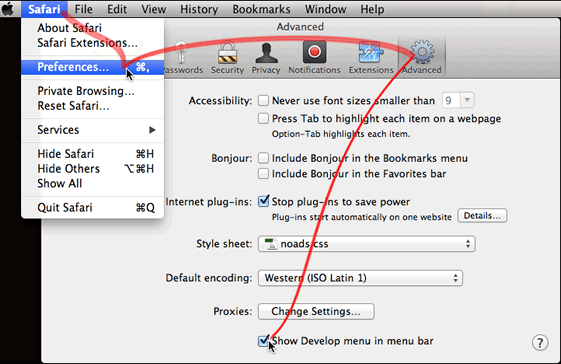 Safari File Edit View History Bookmarks Window Help
About Safari
Safari Extensions…
Preferences… ⌘,
Private Browsing…
Reset Safari…
Services
Hide Safari ⌘H
Hide Others ⌥⌘H
Show All
Quit Safari ⌘Q
Advanced
Security Privacy Notifications Extensions Advanced
Accessibility: Never use font sizes smaller than 9
Press Tab to highlight each item on a webpage
Option-Tab highlights each item.
Bonjour: Include Bonjour in the Bookmarks menu
Include Bonjour in the Favorites bar
Internet plug-ins: Stop plug-ins to save power
Plug-ins start automatically on one website Details...
Style sheet: noads.css
Default encoding: Western (ISO Latin 1)
Proxies: Change Settings...
Show Develop menu in menu bar ?